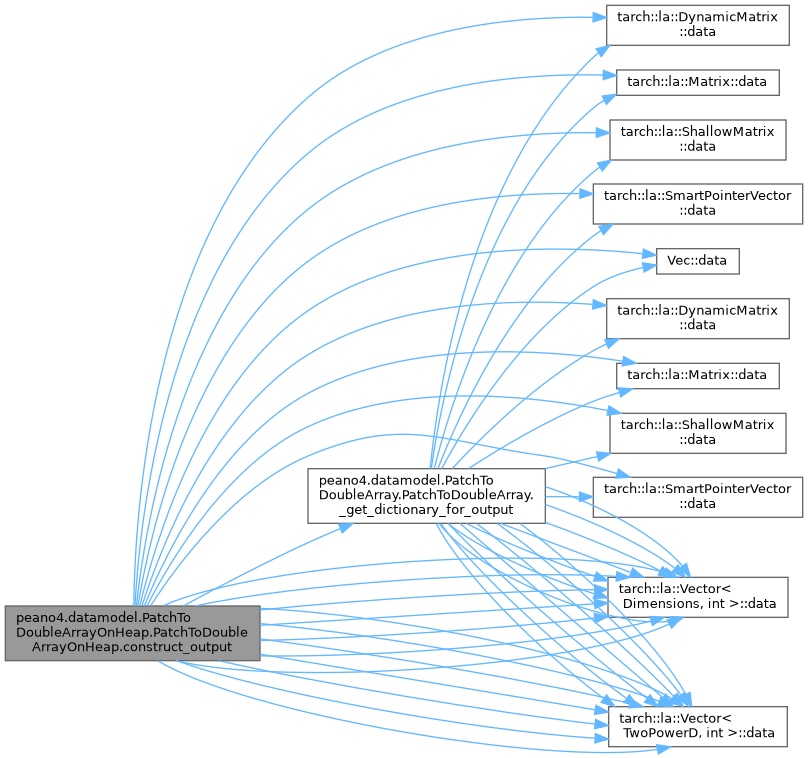 tarch::la::DynamicMatrix
::data
tarch::la::Matrix::data
tarch::la::ShallowMatrix
::data
tarch::la::SmartPointerVector
::data
Vec::data
tarch::la::DynamicMatrix
::data
tarch::la::Matrix::data
tarch::la::ShallowMatrix
::data
peano4.datamodel.PatchTo
DoubleArray.PatchToDoubleArray.
_get_dictionary_for_output
tarch::la::SmartPointerVector
::data
tarch::la::Vector<
Dimensions, int >::data
peano4.datamodel.PatchTo
DoubleArrayOnHeap.PatchToDouble
ArrayOnHeap.construct_output
tarch::la::Vector<
TwoPowerD, int >::data